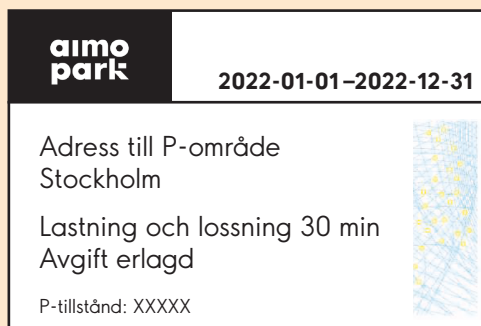 aimo
park
2022-01-01–2022-12-31
Adress till P-område
Stockholm
Lastning och lossning 30 min
Avgift erlagd
P-tillstånd: XXXXX